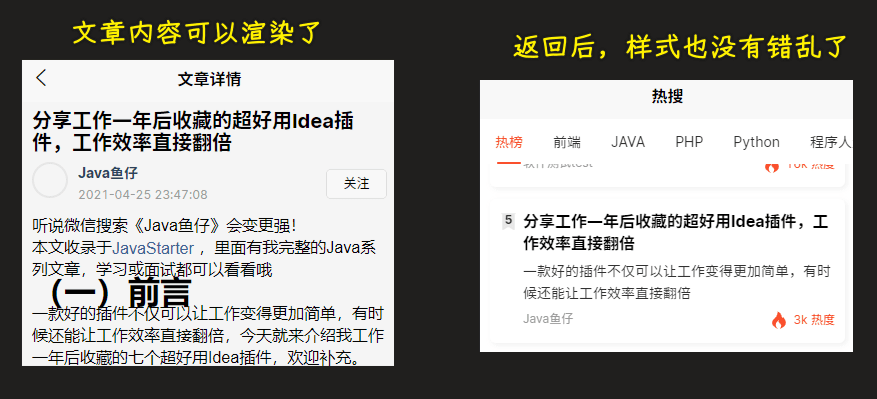 文章内容可以渲染了
文章详情
分享工作一年后收藏的超好用Idea插
件，工作效率直接翻倍
Java鱼仔
2021-04-25 23:47:08
关注
听说微信搜索《Java鱼仔》会变更强！
本文收录于JavaStarter ，里面有我完整的Java系
列文章，学习或面试都可以看看哦
（一）前言
一款好的插件不仅可以让工作变得更加简单，有时
候还能让工作效率直接翻倍，今天就来介绍我工作
一年后收藏的七个超好用Idea插件，欢迎补充。
返回后，样式也没有错乱了
热搜
热榜 前端 JAVA PHP Python 程序人
软件测试test
10k 热度
5
分享工作一年后收藏的超好用Idea插件，工
作效率直接翻倍
一款好的插件不仅可以让工作变得更加简单，有时
候还能让工作效率直接翻倍
Java鱼仔
3k 热度